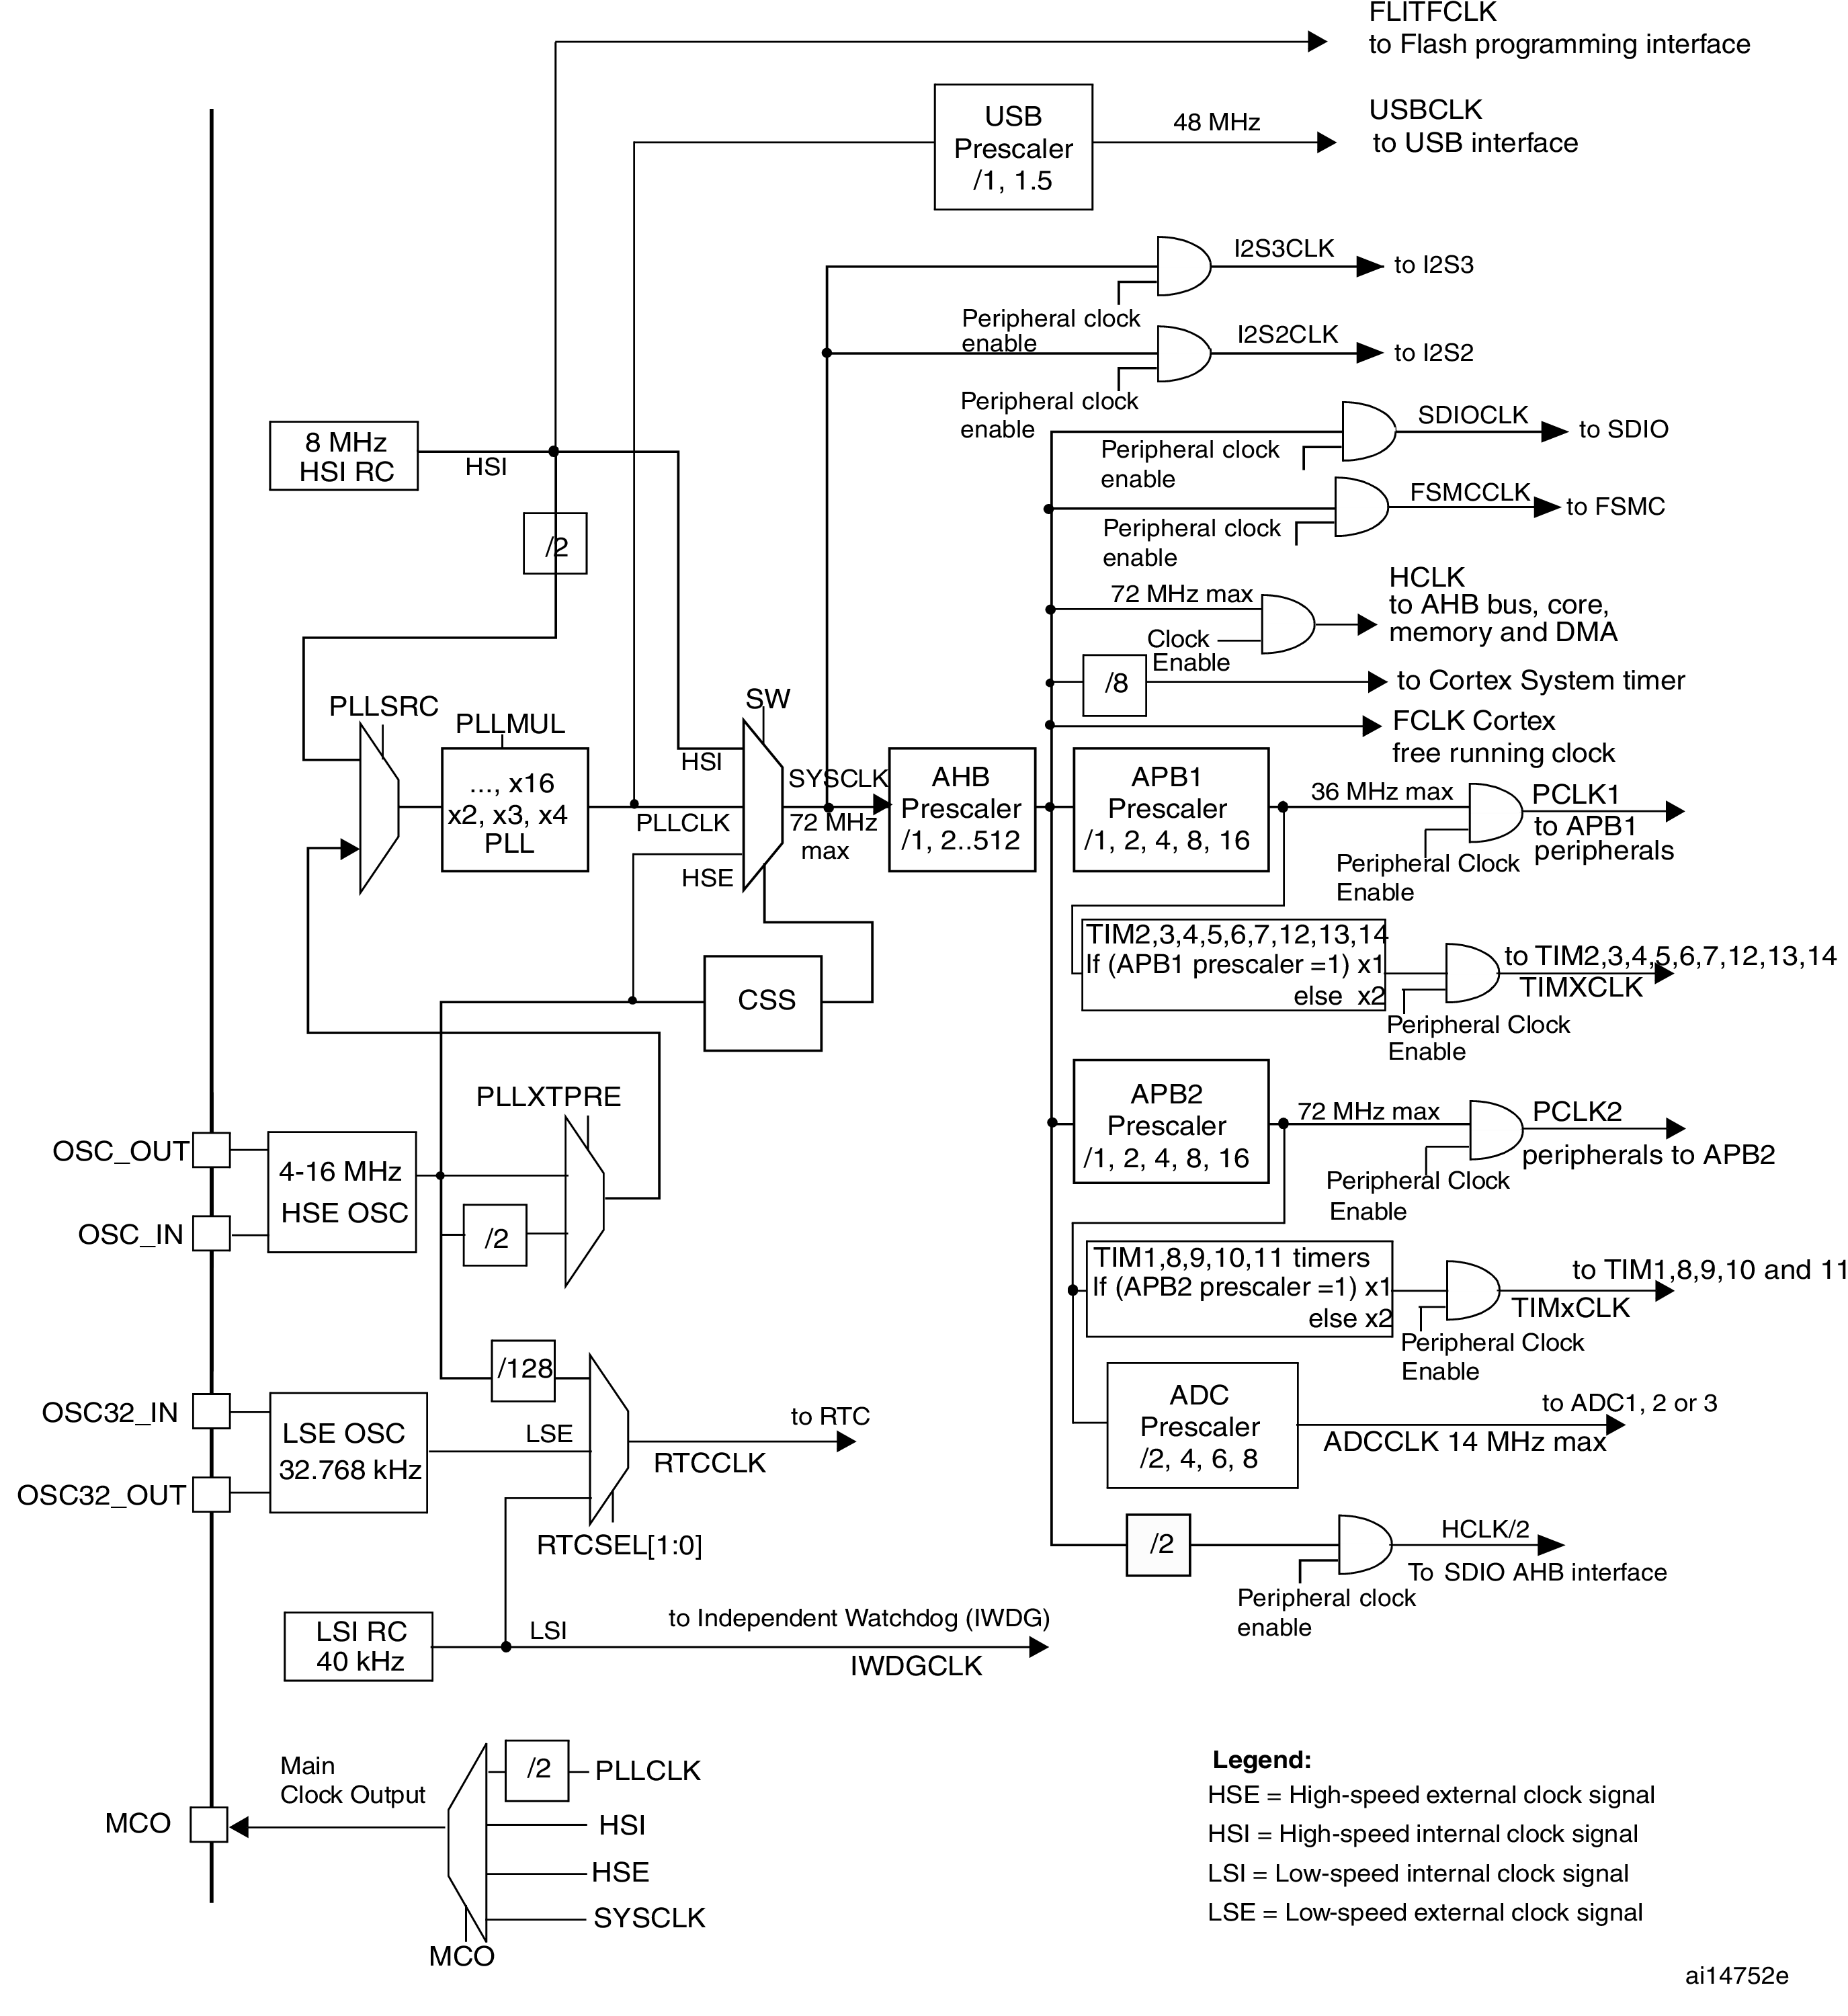 FLITFCLK
to Flash programming interface
USB
Prescaler
/1, 1.5
48 MHz
USBCLK
to USB interface
I2S3CLK
to I2S3
Peripheral clock
enable
I2S2CLK
to I2S2
Peripheral clock
enable
SDIOCLK
to SDIO
Peripheral clock
enable
FSMCCLK
to FSMC
Peripheral clock
enable
8 MHz
HSI RC
HSI
/2
72 MHz max
Clock
Enable
HCLK
to AHB bus, core,
memory and DMA
/8
to Cortex System timer
FCLK Cortex
free running clock
PLLSRC
PLLMUL
..., x16
x2, x3, x4
PLL
SW
HSI
PLLCLK
HSE
SYSCLK
72 MHz
max
AHB
Prescaler
/1, 2..512
APB1
Prescaler
/1, 2, 4, 8, 16
36 MHz max
PCLK1
to APB1
peripherals
Peripheral Clock
Enable
TIM2,3,4,5,6,7,12,13,14
If (APB1 prescaler =1) x1
else x2
to TIM2,3,4,5,6,7,12,13,14
TIMXCLK
Peripheral Clock
Enable
CSS
PLLXTPRE
OSC_OUT
OSC_IN
4-16 MHz
HSE OSC
/2
APB2
Prescaler
/1, 2, 4, 8, 16
72 MHz max
PCLK2
peripherals to APB2
Peripheral Clock
Enable
TIM1,8,9,10,11 timers
If (APB2 prescaler =1) x1
else x2
to TIM1,8,9,10 and 11
TIMxCLK
Peripheral Clock
Enable
/128
OSC32_IN
OSC32_OUT
LSE OSC
32.768 kHz
LSE
to RTC
RTCCLK
RTCSEL[1:0]
ADC
Prescaler
/2, 4, 6, 8
to ADC1, 2 or 3
ADCCLK 14 MHz max
/2
HCLK/2
To SDIO AHB interface
Peripheral clock
enable
LSI RC
40 kHz
LSI
to Independent Watchdog (IWDG)
IWDGCLK
Main
Clock Output
MCO
/2
PLLCLK
HSI
HSE
SYSCLK
MCO
Legend:
HSE = High-speed external clock signal
HSI = High-speed internal clock signal
LSI = Low-speed internal clock signal
LSE = Low-speed external clock signal
ai14752e